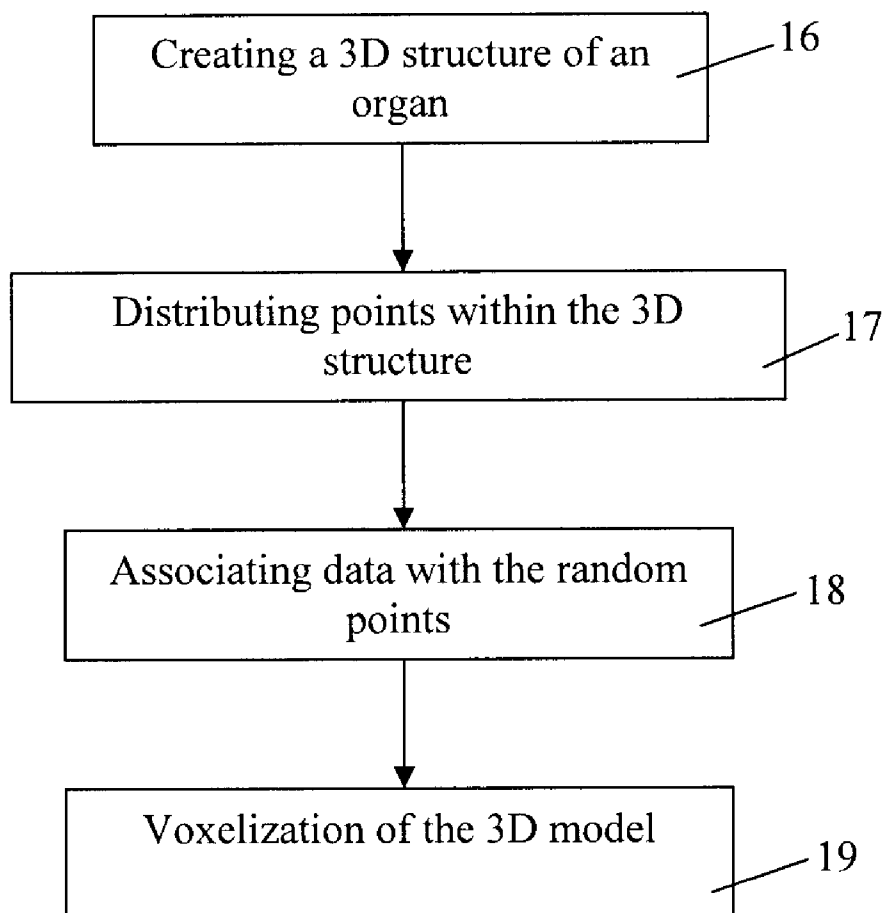 Creating a 3D structure of an
organ
16
Distributing points within the 3D
structure
17
Associating data with the random
points
18
Voxelization of the 3D model
19